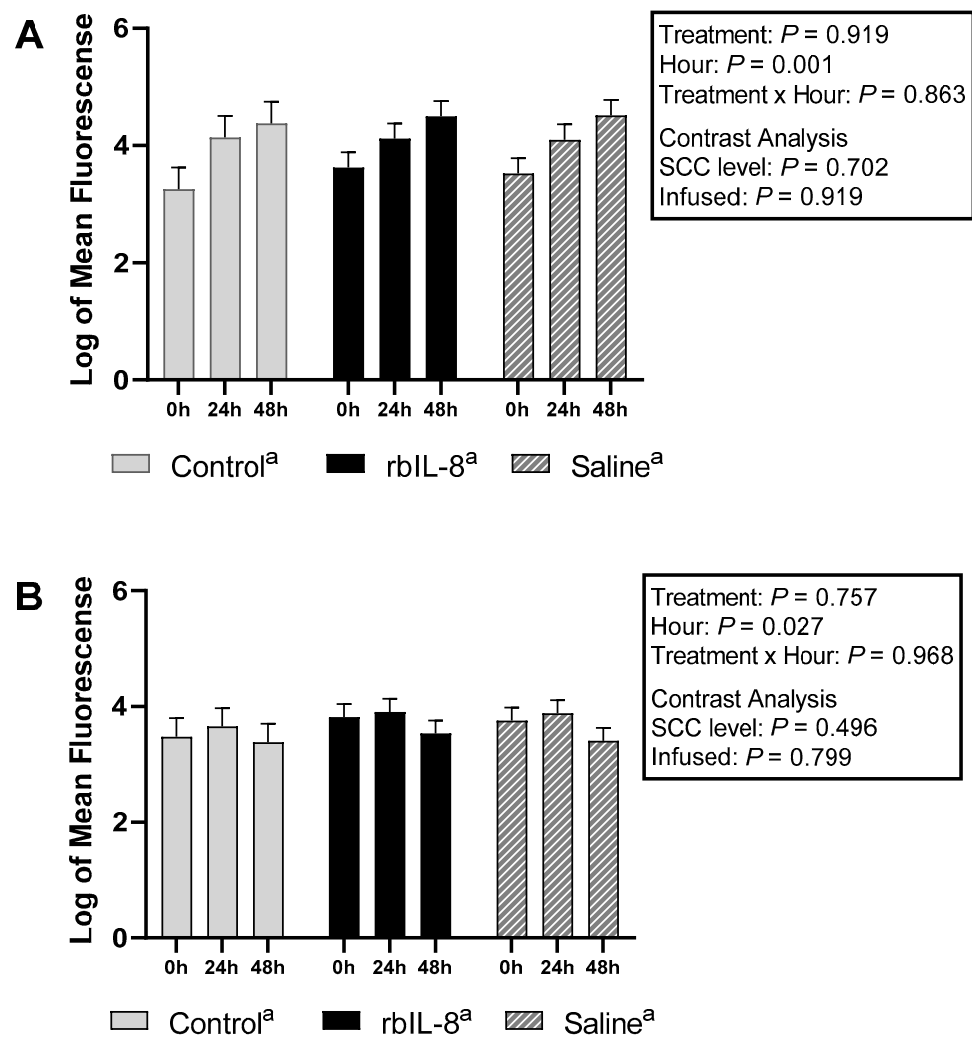 A
Log of Mean Fluorescense
6
4
2
0
0h 24h 48h 0h 24h 48h 0h 24h 48h
Controlᵃ rbIL-8ᵃ Salineᵃ
Treatment: P = 0.919
Hour: P = 0.001
Treatment x Hour: P = 0.863
Contrast Analysis
SCC level: P = 0.702
Infused: P = 0.919
B
Log of Mean Fluorescense
6
4
2
0
0h 24h 48h 0h 24h 48h 0h 24h 48h
Controlᵃ rbIL-8ᵃ Salineᵃ
Treatment: P = 0.757
Hour: P = 0.027
Treatment x Hour: P = 0.968
Contrast Analysis
SCC level: P = 0.496
Infused: P = 0.799